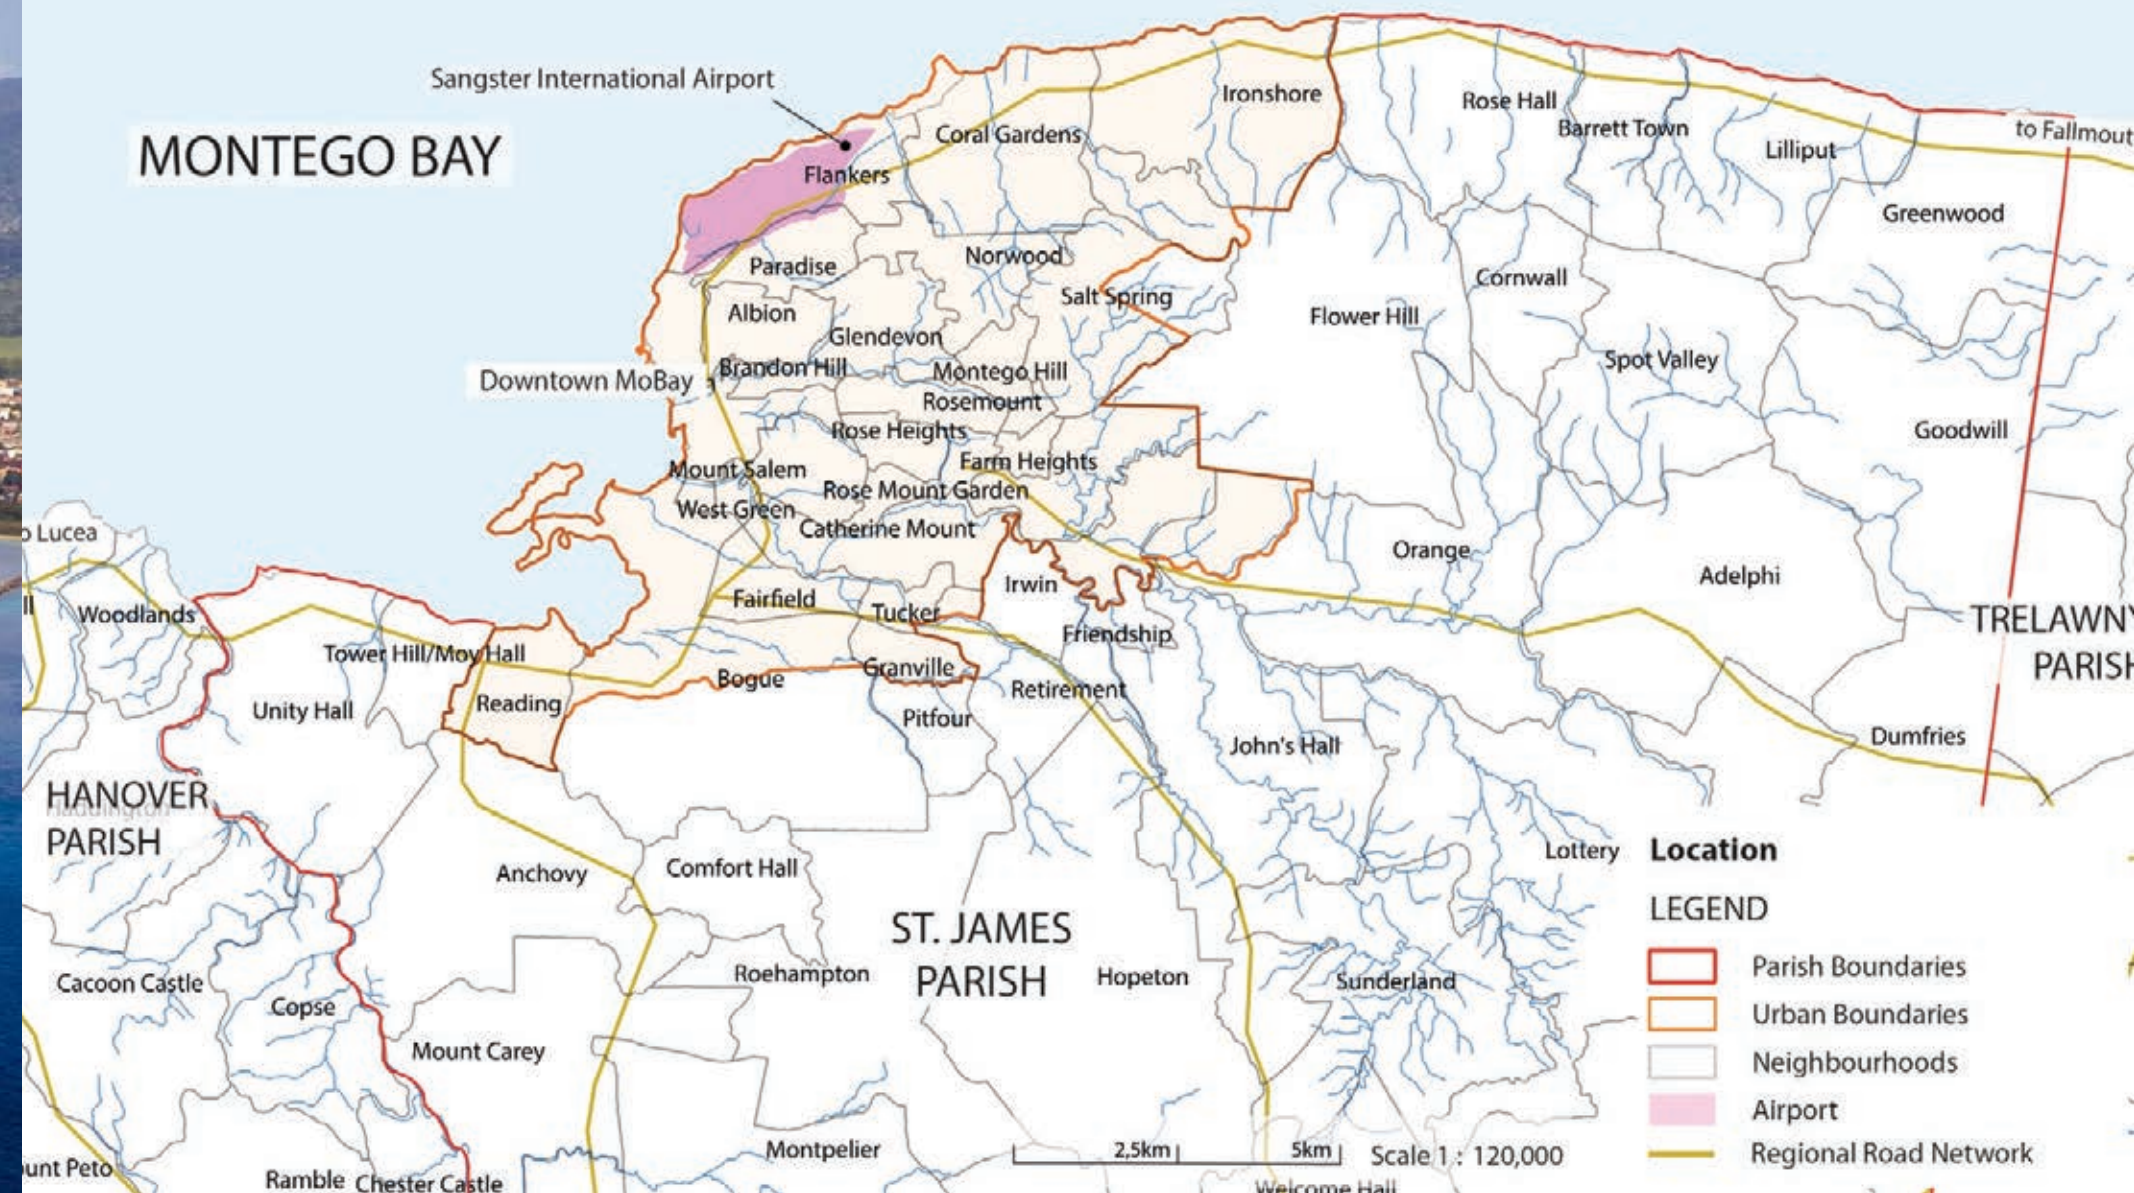 Sangster International Airport
MONTEGO BAY
Ironshore
Rose Hall
Barrett Town
Coral Gardens
Lilliput
to Fallmout
Flankers
Greenwood
Norwood
Paradise
Cornwall
Salt Spring
Albion
Flower Hill
Glendevon
Spot Valley
Brandon Hill
Montego Hill
Downtown MoBay
Rosemount
Rose Heights
Goodwill
Farm Heights
Mount Salem
Rose Mount Garden
West Green
Catherine Mount
o Lucea
Orange
Adelphi
Irwin
Fairfield
Woodlands
Tucker
TRELAWNY
PARISH
Friendship
Tower Hill/Moy Hall
Granville
Bogue
Retirement
Reading
Unity Hall
Pitfour
Dumfries
John's Hall
HANOVER
PARISH
Haddington
Lottery
Comfort Hall
Anchovy
ST. JAMES
PARISH
Roehampton
Hopeton
Sunderland
Cacoon Castle
Copse
Mount Carey
Montpelier
unt Peto
Ramble
Chester Castle
Welcome Hall
2,5km
5km
Scale 1 : 120,000
Location
LEGEND
Parish Boundaries
Urban Boundaries
Neighbourhoods
Airport
Regional Road Network